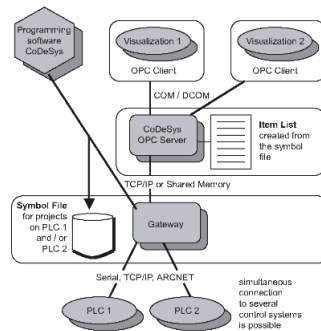 Programming
software
CoDeSys
Visualization 1
OPC Client
Visualization 2
OPC Client
COM / DCOM
CoDeSys
OPC Server
Item List
created from
the symbol
file
TCP/IP or Shared Memory
Symbol File
for projects
on PLC 1
and / or
PLC 2
Gateway
Serial, TCP/IP, ARCNET
simultaneous
connection
to several
control systems
is possible
PLC 1
PLC 2